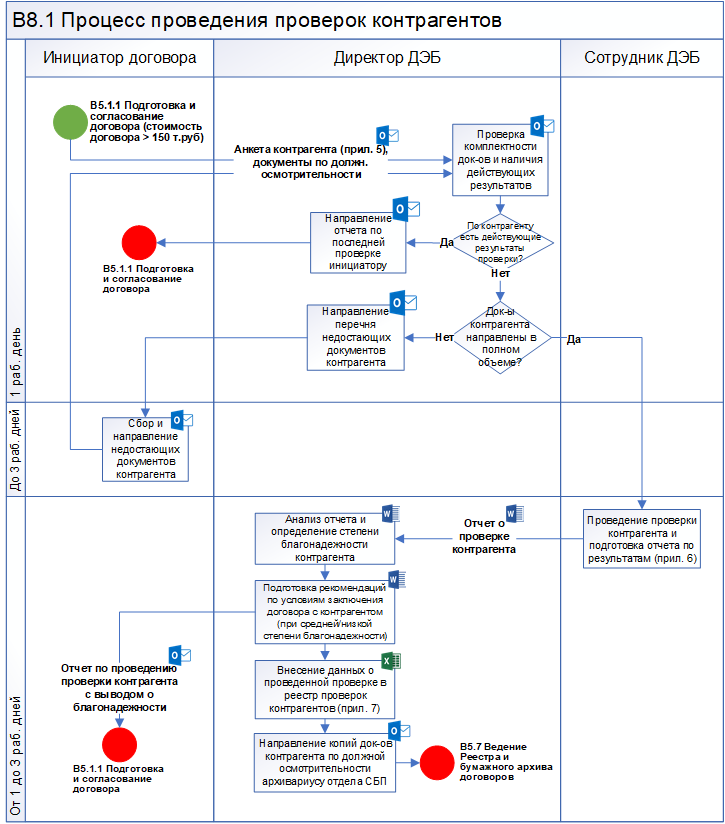 В8.1 Процесс проведения проверок контрагентов
Инициатор договора
Директор ДЭБ
Сотрудник ДЭБ
1 раб. день
В5.1.1 Подготовка и
согласование
договора (стоимость
договора > 150 т.руб)
Анкета контрагента (прил. 5),
документы по должн.
осмотрительности
Проверка
комплектности
док-ов и наличия
действующих
результатов
По контрагенту
есть действующие
результаты
проверки?
Да
Нет
Направление
отчета по
последней
проверке
инициатору
В5.1.1 Подготовка
и согласование
договора
Док-ы
контрагента
направлены в
полном
объеме?
Нет
Да
Направление
перечня
недостающих
документов
контрагента
До 3 раб. дней
Сбор и
направление
недостающих
документов
контрагента
От 1 до 3 раб. дней
Проведение проверки
контрагента и
подготовка отчета по
результатам (прил. 6)
Отчет о
проверке
контрагента
Анализ отчета и
определение степени
благонадежности
контрагента
Подготовка рекомендаций
по условиям заключения
договора с контрагентом
(при средней/низкой
степени благонадежности)
Отчет по проведению
проверки контрагента
с выводом о
благонадежности
В5.1.1 Подготовка
и согласование
договора
Внесение данных о
проведенной проверке в
реестр проверок
контрагентов (прил. 7)
Направление копий док-ов
контрагента по должной
осмотрительности
архивариусу отдела СБП
В5.7 Ведение
Реестра и
бумажного архива
договоров